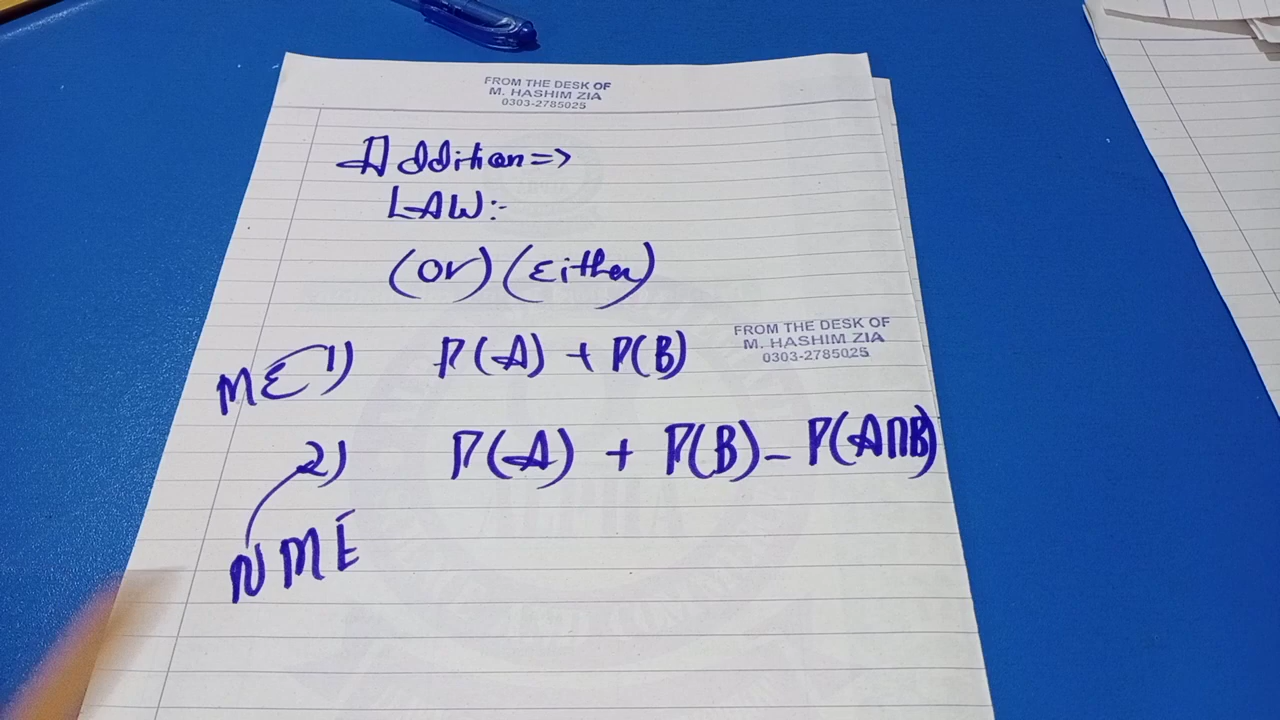 FROM THE DESK OF
M. HASHIM ZIA
0303-2785025
Addition=>
LAW:-
(or) (Either)
ME 1) P(A) + P(B)
FROM THE DESK OF
M. HASHIM ZIA
0303-2785025
2) P(A) + P(B) - P(A∩B)
NME
ALPHA